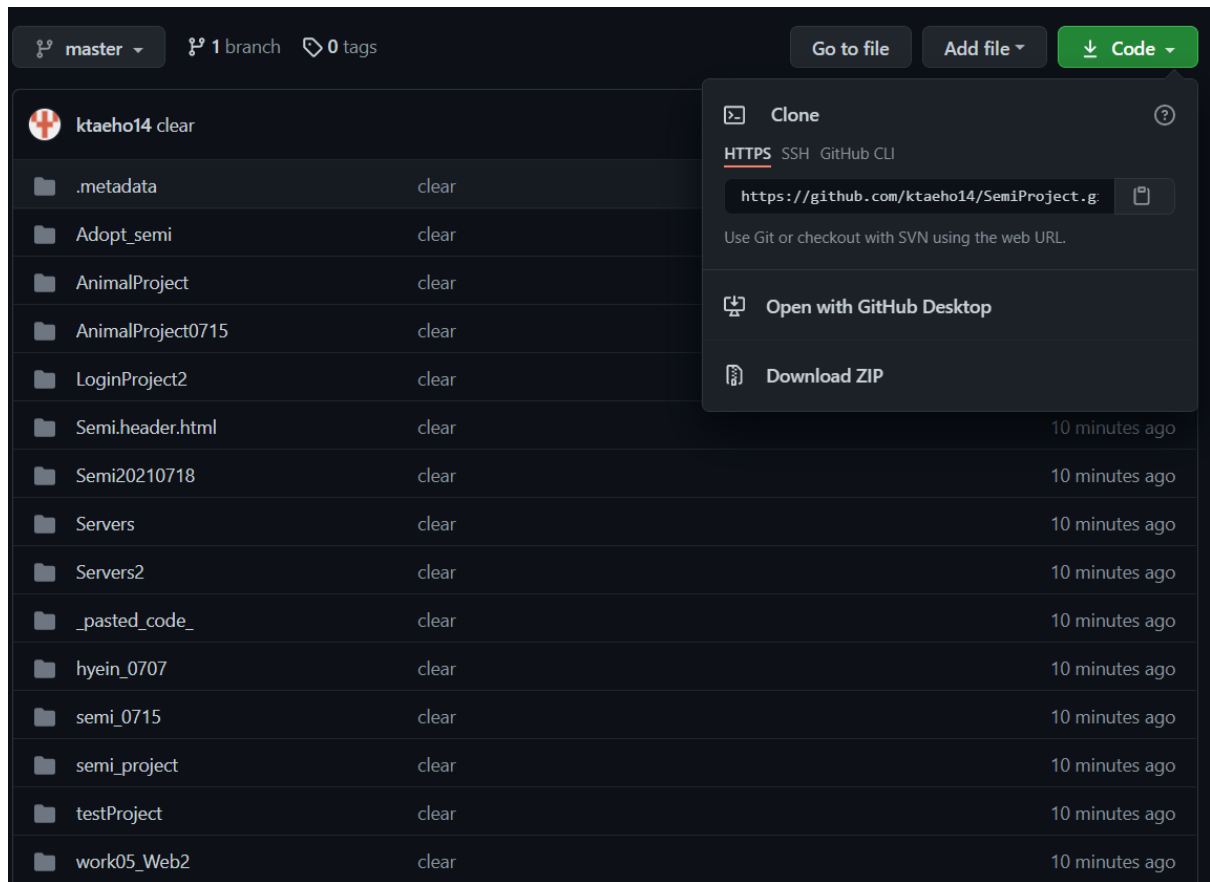 master 1 branch 0 tags Go to file Add file Code
ktaeho14 clear
Clone
HTTPS SSH GitHub CLI
https://github.com/ktaeho14/SemiProject.g
Use Git or checkout with SVN using the web URL.
Open with GitHub Desktop
Download ZIP
.metadata clear
Adopt_semi clear
AnimalProject clear
AnimalProject0715 clear
LoginProject2 clear
Semi.header.html clear 10 minutes ago
Semi20210718 clear 10 minutes ago
Servers clear 10 minutes ago
Servers2 clear 10 minutes ago
_pasted_code_ clear 10 minutes ago
hyein_0707 clear 10 minutes ago
semi_0715 clear 10 minutes ago
semi_project clear 10 minutes ago
testProject clear 10 minutes ago
work05_Web2 clear 10 minutes ago